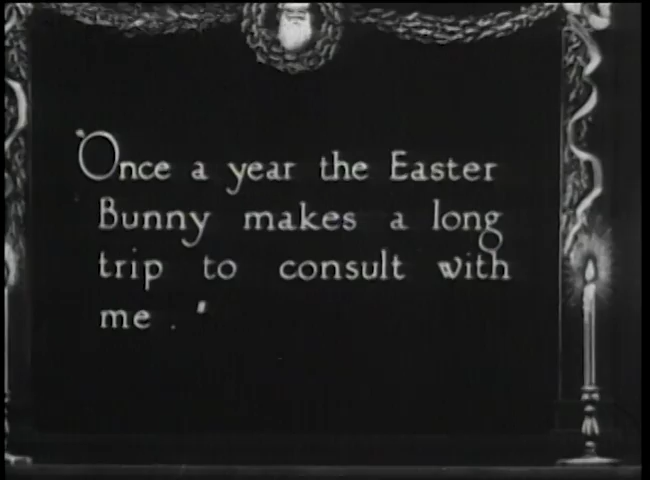 "Once a year the Easter
Bunny makes a long
trip to consult with
me."